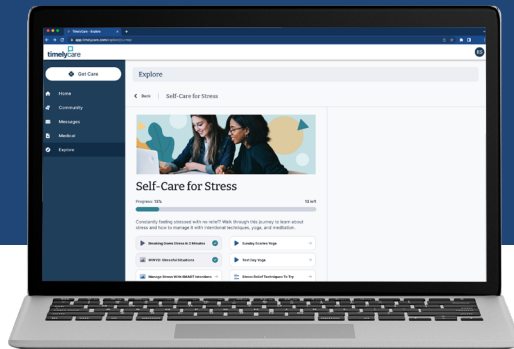 TimelyCare - Explore
timelycare
Get Care
Explore
Home
Back
Self-Care for Stress
Community
Messages
Medical
Explore
Self-Care for Stress
Progress: 13%
13 left
Constantly feeling stressed with no relief? Walk through this journey to learn about
stress and how to manage it with intentional techniques, yoga, and meditation.
Breaking Down Stress in 2 Minutes
Sunday Scaries Yoga
Stressful Situations
Test Day Yoga
Manage Stress With SMART Intentions
Stress Relief Techniques To Try